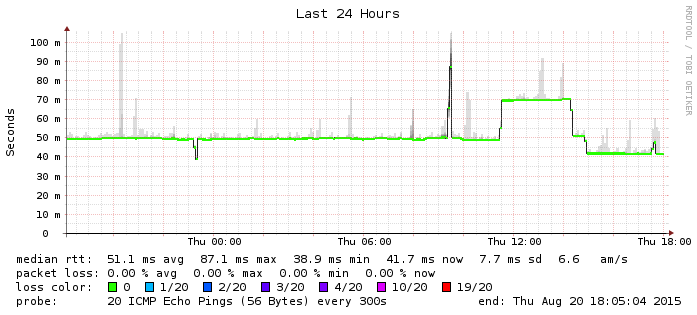 Last 24 Hours
RRDTOOL / TOBI OETIKER
Seconds
100 m
90 m
80 m
70 m
60 m
50 m
40 m
30 m
20 m
10 m
0
Thu 00:00 Thu 06:00 Thu 12:00 Thu 18:00
median rtt: 51.1 ms avg 87.1 ms max 38.9 ms min 41.7 ms now 7.7 ms sd 6.6 am/s
packet loss: 0.00 % avg 0.00 % max 0.00 % min 0.00 % now
loss color: 0 1/20 2/20 3/20 4/20 10/20 19/20
probe: 20 ICMP Echo Pings (56 Bytes) every 300s end: Thu Aug 20 18:05:04 2015